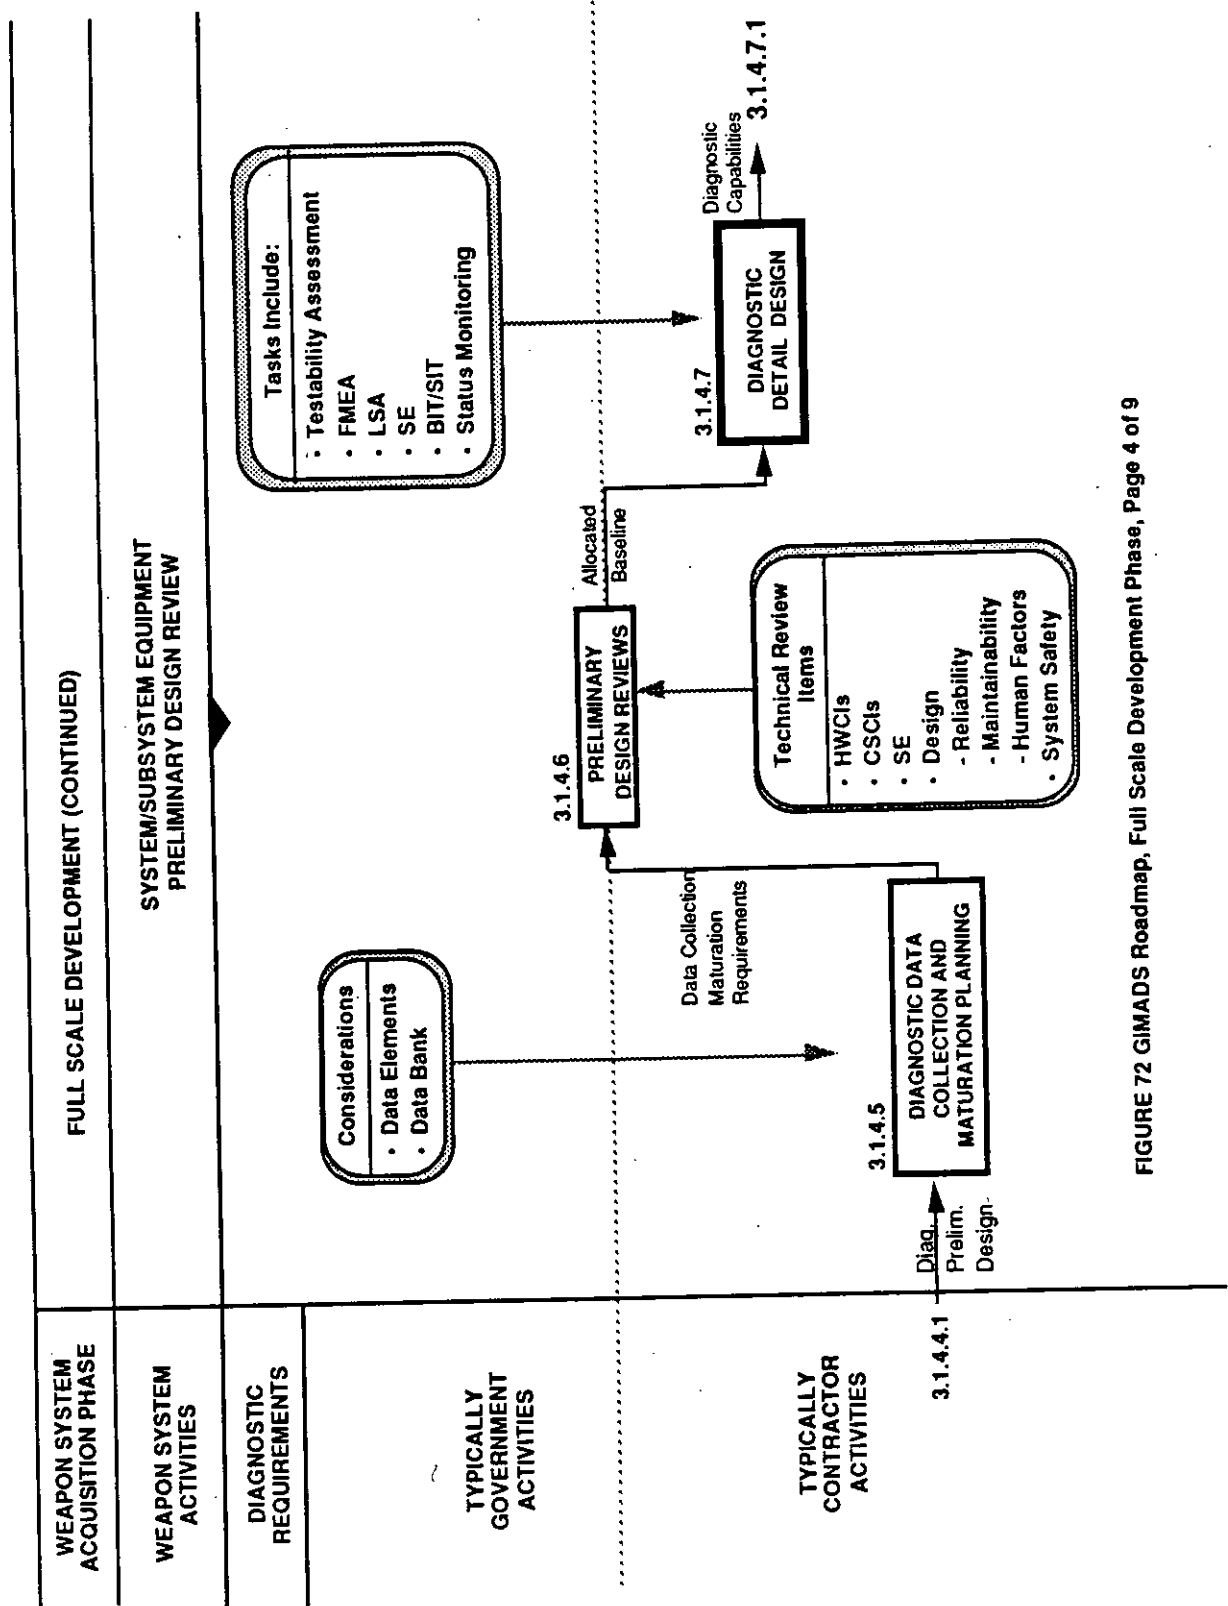 WEAPON SYSTEM
ACQUISITION PHASE
FULL SCALE DEVELOPMENT (CONTINUED)
WEAPON SYSTEM
ACTIVITIES
SYSTEM/SUBSYSTEM EQUIPMENT
PRELIMINARY DESIGN REVIEW
DIAGNOSTIC
REQUIREMENTS
TYPICALLY
GOVERNMENT
ACTIVITIES
Considerations
· Data Elements
· Data Bank
Tasks Include:
· Testability Assessment
· FMEA
· LSA
· SE
· BIT/SIT
· Status Monitoring
3.1.4.6
PRELIMINARY
DESIGN REVIEWS
Allocated
Baseline
TYPICALLY
CONTRACTOR
ACTIVITIES
3.1.4.4.1
Diag.
Prelim.
Design
3.1.4.5
DIAGNOSTIC DATA
COLLECTION AND
MATURATION PLANNING
Data Collection
Maturation
Requirements
Technical Review
Items
· HWCIs
· CSCIs
· SE
· Design
- Reliability
- Maintainability
- Human Factors
· System Safety
3.1.4.7
DIAGNOSTIC
DETAIL DESIGN
Diagnostic
Capabilities
3.1.4.7.1
FIGURE 72 GIMADS Roadmap, Full Scale Development Phase, Page 4 of 9